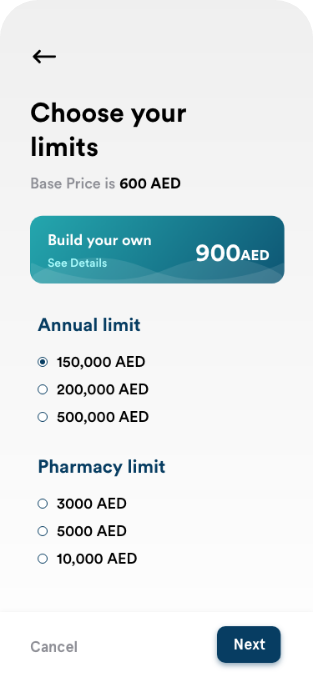 Choose your
limits
Base Price is 600 AED
Build your own
See Details
900AED
Annual limit
150,000 AED
200,000 AED
500,000 AED
Pharmacy limit
3000 AED
5000 AED
10,000 AED
Cancel
Next